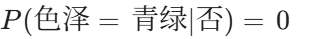 P(色泽 = 青绿|否) = 0